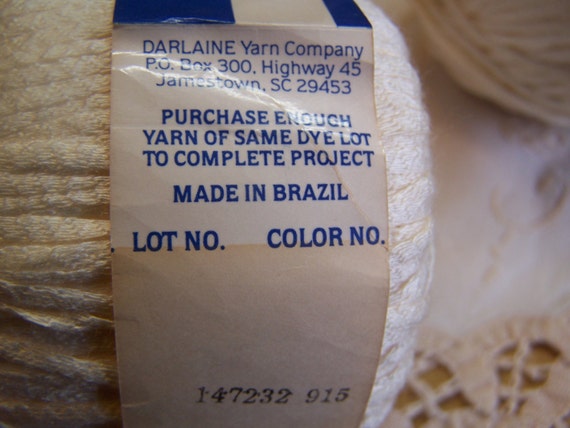 DARLAINE Yarn Company
P.O. Box 300, Highway 45
Jamestown, SC 29453
PURCHASE ENOUGH
YARN OF SAME DYE LOT
TO COMPLETE PROJECT
MADE IN BRAZIL
. LOT NO. COLOR NO.
147232 915